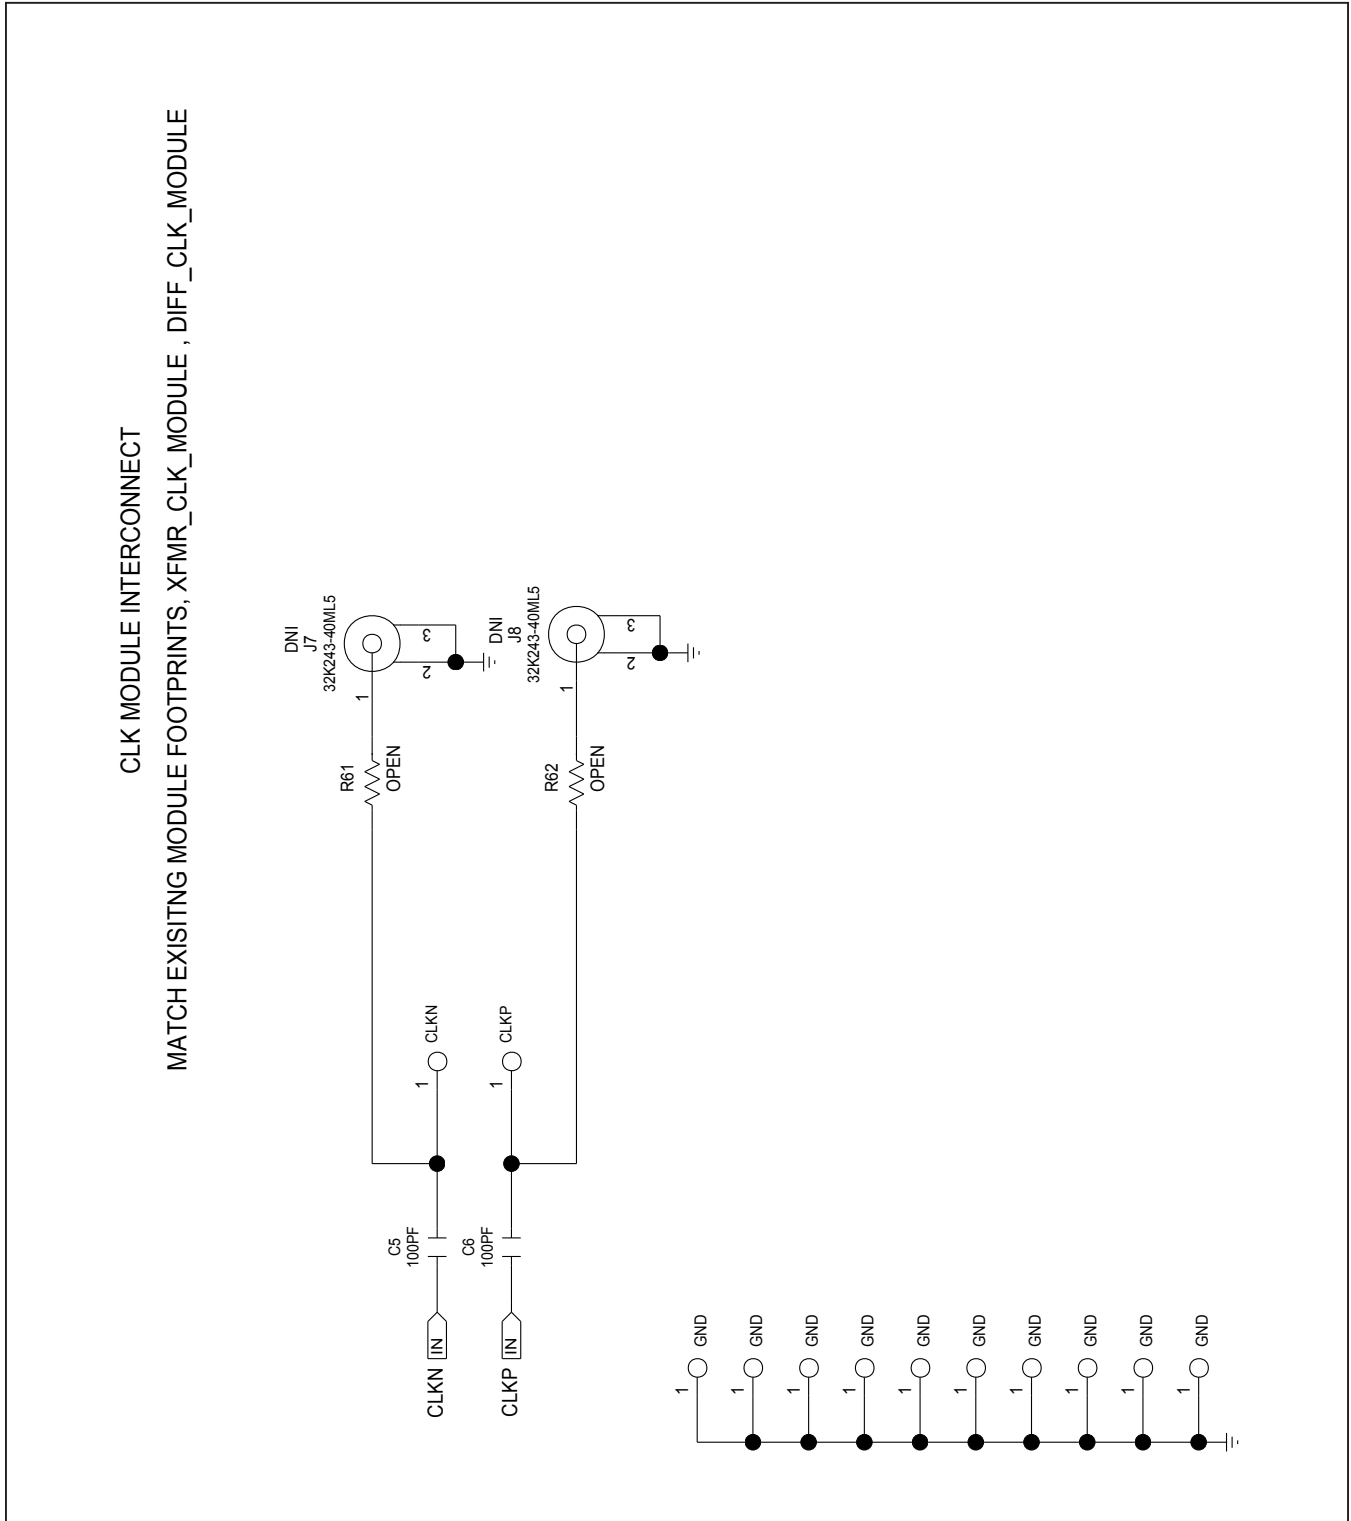 CLK MODULE INTERCONNECT
MATCH EXISITNG MODULE FOOTPRINTS, XFMR_CLK_MODULE , DIFF_CLK_MODULE
DNI
J7
32K243-40ML5
1
2
3
R61
OPEN
DNI
J8
32K243-40ML5
1
2
3
R62
OPEN
CLKN
1
CLKP
1
C5
100PF
C6
100PF
CLKN IN
CLKP IN
1 GND
1 GND
1 GND
1 GND
1 GND
1 GND
1 GND
1 GND
1 GND
1 GND